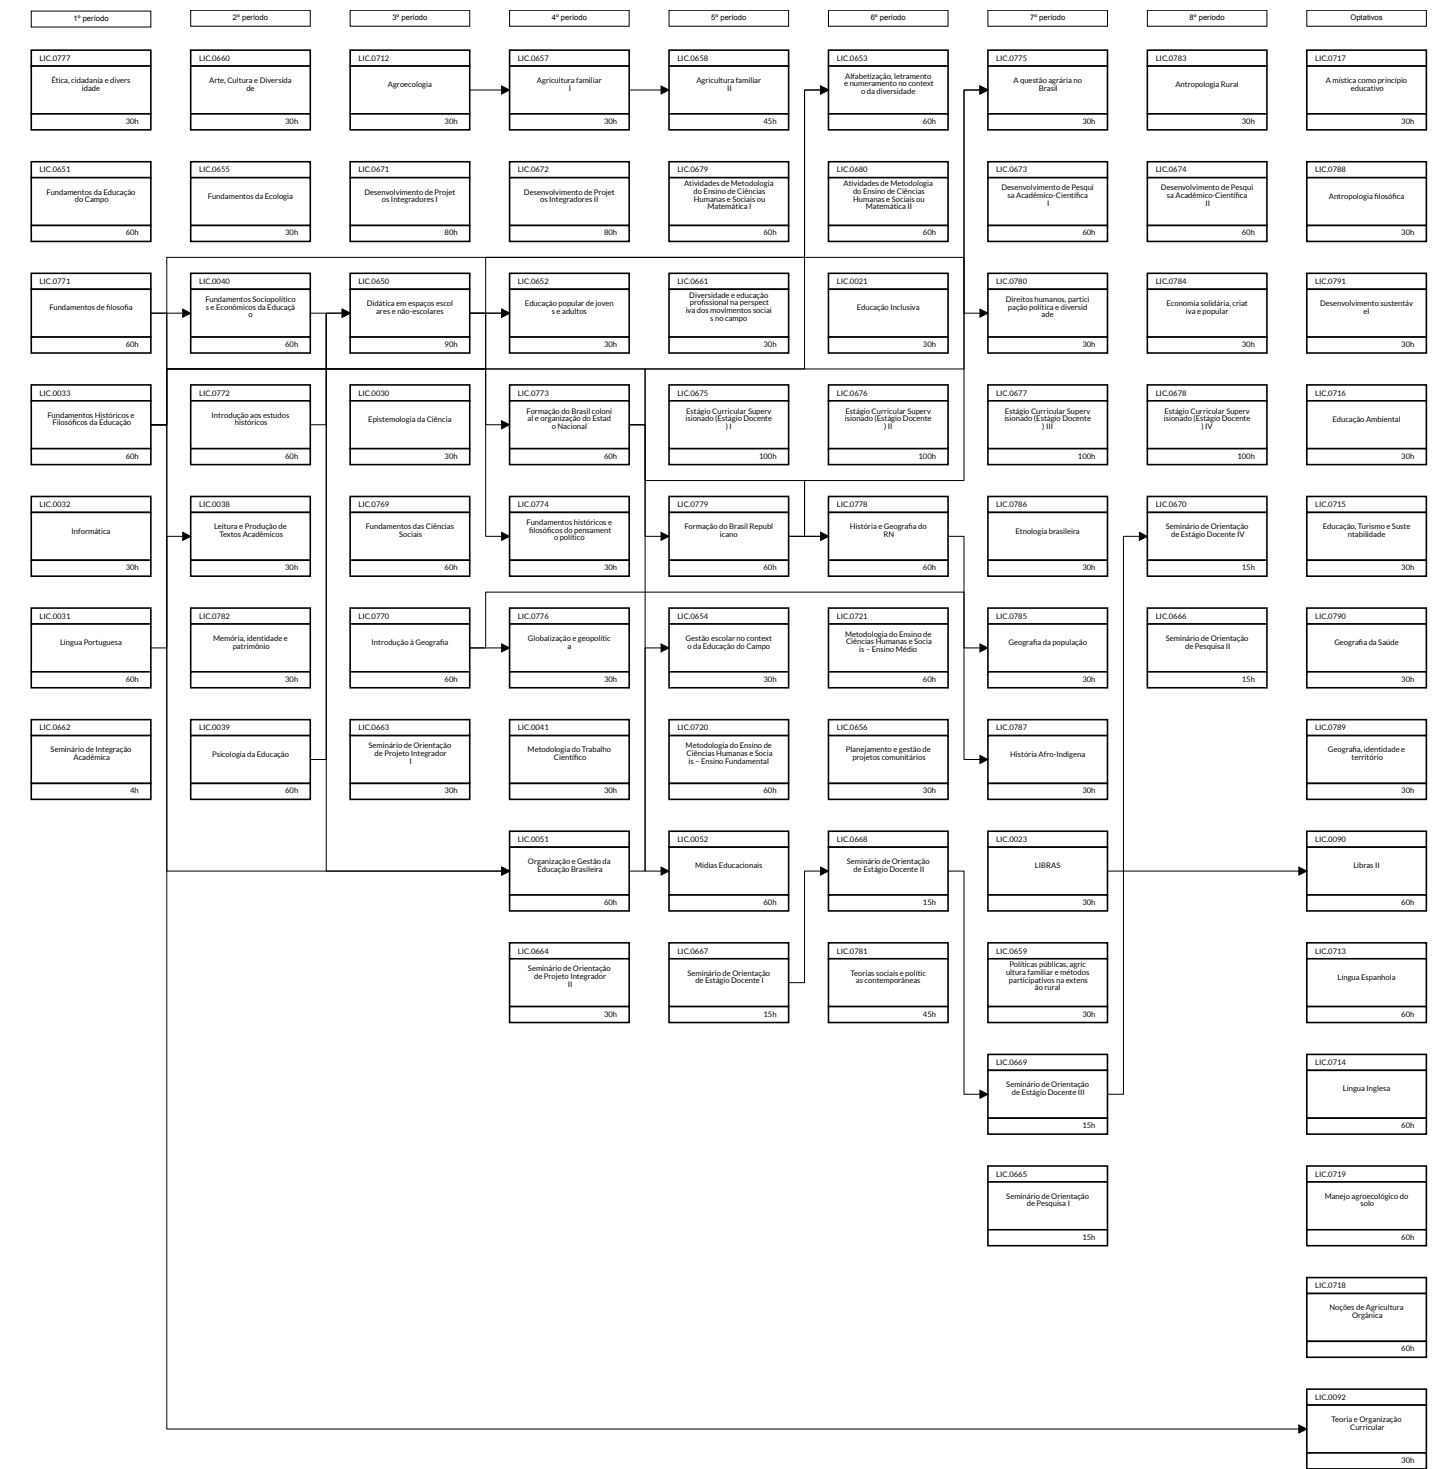 1º período
2º período
3º período
4º período
5º período
6º período
7º período
8º período
Optativos
LIC.0777
Ética, cidadania e divers
idade
30h
LIC.0660
Arte, Cultura e Diversida
de
30h
LIC.0712
Agroecologia
30h
LIC.0657
Agricultura familiar
I
30h
LIC.0658
Agricultura familiar
II
45h
LIC.0653
Alfabetização, letramento
e numeramento no context
o da diversidade
60h
LIC.0775
A questão agrária no
Brasil
30h
LIC.0783
Antropologia Rural
30h
LIC.0717
A mística como princípio
educativo
30h
LIC.0651
Fundamentos da Educação
do Campo
60h
LIC.0655
Fundamentos da Ecologia
30h
LIC.0671
Desenvolvimento de Projet
os Integradores I
80h
LIC.0672
Desenvolvimento de Projet
os Integradores II
80h
LIC.0679
Atividades de Metodologia
do Ensino de Ciências
Humanas e Sociais ou
Matemática I
60h
LIC.0680
Atividades de Metodologia
do Ensino de Ciências
Humanas e Sociais ou
Matemática II
60h
LIC.0673
Desenvolvimento de Pesqui
sa Acadêmico-Científica
I
60h
LIC.0674
Desenvolvimento de Pesqui
sa Acadêmico-Científica
II
60h
LIC.0788
Antropologia filosófica
30h
LIC.0771
Fundamentos de filosofia
60h
LIC.0040
Fundamentos Sociopolítico
s e Econômicos da Educaçã
o
60h
LIC.0650
Didática em espaços escol
ares e não-escolares
90h
LIC.0652
Educação popular de joven
s e adultos
30h
LIC.0661
Diversidade e educação
profissional na perspect
iva dos movimentos sociai
s no campo
30h
LIC.0021
Educação Inclusiva
30h
LIC.0780
Direitos humanos, partici
pação política e diversid
ade
30h
LIC.0784
Economia solidária, criat
iva e popular
30h
LIC.0791
Desenvolvimento sustentáv
el
30h
LIC.0033
Fundamentos Históricos e
Filosóficos da Educação
60h
LIC.0772
Introdução aos estudos
históricos
60h
LIC.0030
Epistemologia da Ciência
30h
LIC.0773
Formação do Brasil coloni
al e organização do Estad
o Nacional
60h
LIC.0675
Estágio Curricular Superv
isionado (Estágio Docente
) I
100h
LIC.0676
Estágio Curricular Superv
isionado (Estágio Docente
) II
100h
LIC.0677
Estágio Curricular Superv
isionado (Estágio Docente
) III
100h
LIC.0678
Estágio Curricular Superv
isionado (Estágio Docente
) IV
100h
LIC.0716
Educação Ambiental
30h
LIC.0032
Informática
30h
LIC.0038
Leitura e Produção de
Textos Acadêmicos
30h
LIC.0769
Fundamentos das Ciências
Sociais
60h
LIC.0774
Fundamentos históricos e
filosóficos do pensament
o político
30h
LIC.0779
Formação do Brasil Republ
icano
60h
LIC.0778
História e Geografia do
RN
60h
LIC.0786
Etnologia brasileira
30h
LIC.0670
Seminário de Orientação
de Estágio Docente IV
15h
LIC.0715
Educação, Turismo e Suste
ntabilidade
30h
LIC.0031
Língua Portuguesa
60h
LIC.0782
Memória, identidade e
patrimônio
30h
LIC.0770
Introdução à Geografia
60h
LIC.0776
Globalização e geopolític
a
30h
LIC.0654
Gestão escolar no context
o da Educação do Campo
30h
LIC.0721
Metodologia do Ensino de
Ciências Humanas e Socia
is – Ensino Médio
60h
LIC.0785
Geografia da população
30h
LIC.0666
Seminário de Orientação
de Pesquisa II
15h
LIC.0790
Geografia da Saúde
30h
LIC.0662
Seminário de Integração
Acadêmica
4h
LIC.0039
Psicologia da Educação
60h
LIC.0663
Seminário de Orientação
de Projeto Integrador
I
30h
LIC.0041
Metodologia do Trabalho
Científico
30h
LIC.0720
Metodologia do Ensino de
Ciências Humanas e Socia
is – Ensino Fundamental
60h
LIC.0656
Planejamento e gestão de
projetos comunitários
30h
LIC.0787
História Afro-Indígena
30h
LIC.0789
Geografia, identidade e
território
30h
LIC.0051
Organização e Gestão da
Educação Brasileira
60h
LIC.0052
Mídias Educacionais
60h
LIC.0668
Seminário de Orientação
de Estágio Docente II
15h
LIC.0023
LIBRAS
30h
LIC.0090
Libras II
60h
LIC.0664
Seminário de Orientação
de Projeto Integrador
II
30h
LIC.0667
Seminário de Orientação
de Estágio Docente I
15h
LIC.0781
Teorias sociais e polític
as contemporâneas
45h
LIC.0659
Políticas públicas, agric
ultura familiar e métodos
participativos na extens
ão rural
30h
LIC.0713
Língua Espanhola
60h
LIC.0669
Seminário de Orientação
de Estágio Docente III
15h
LIC.0714
Língua Inglesa
60h
LIC.0665
Seminário de Orientação
de Pesquisa I
15h
LIC.0719
Manejo agroecológico do
solo
60h
LIC.0718
Noções de Agricultura
Orgânica
60h
LIC.0092
Teoria e Organização
Curricular
30h